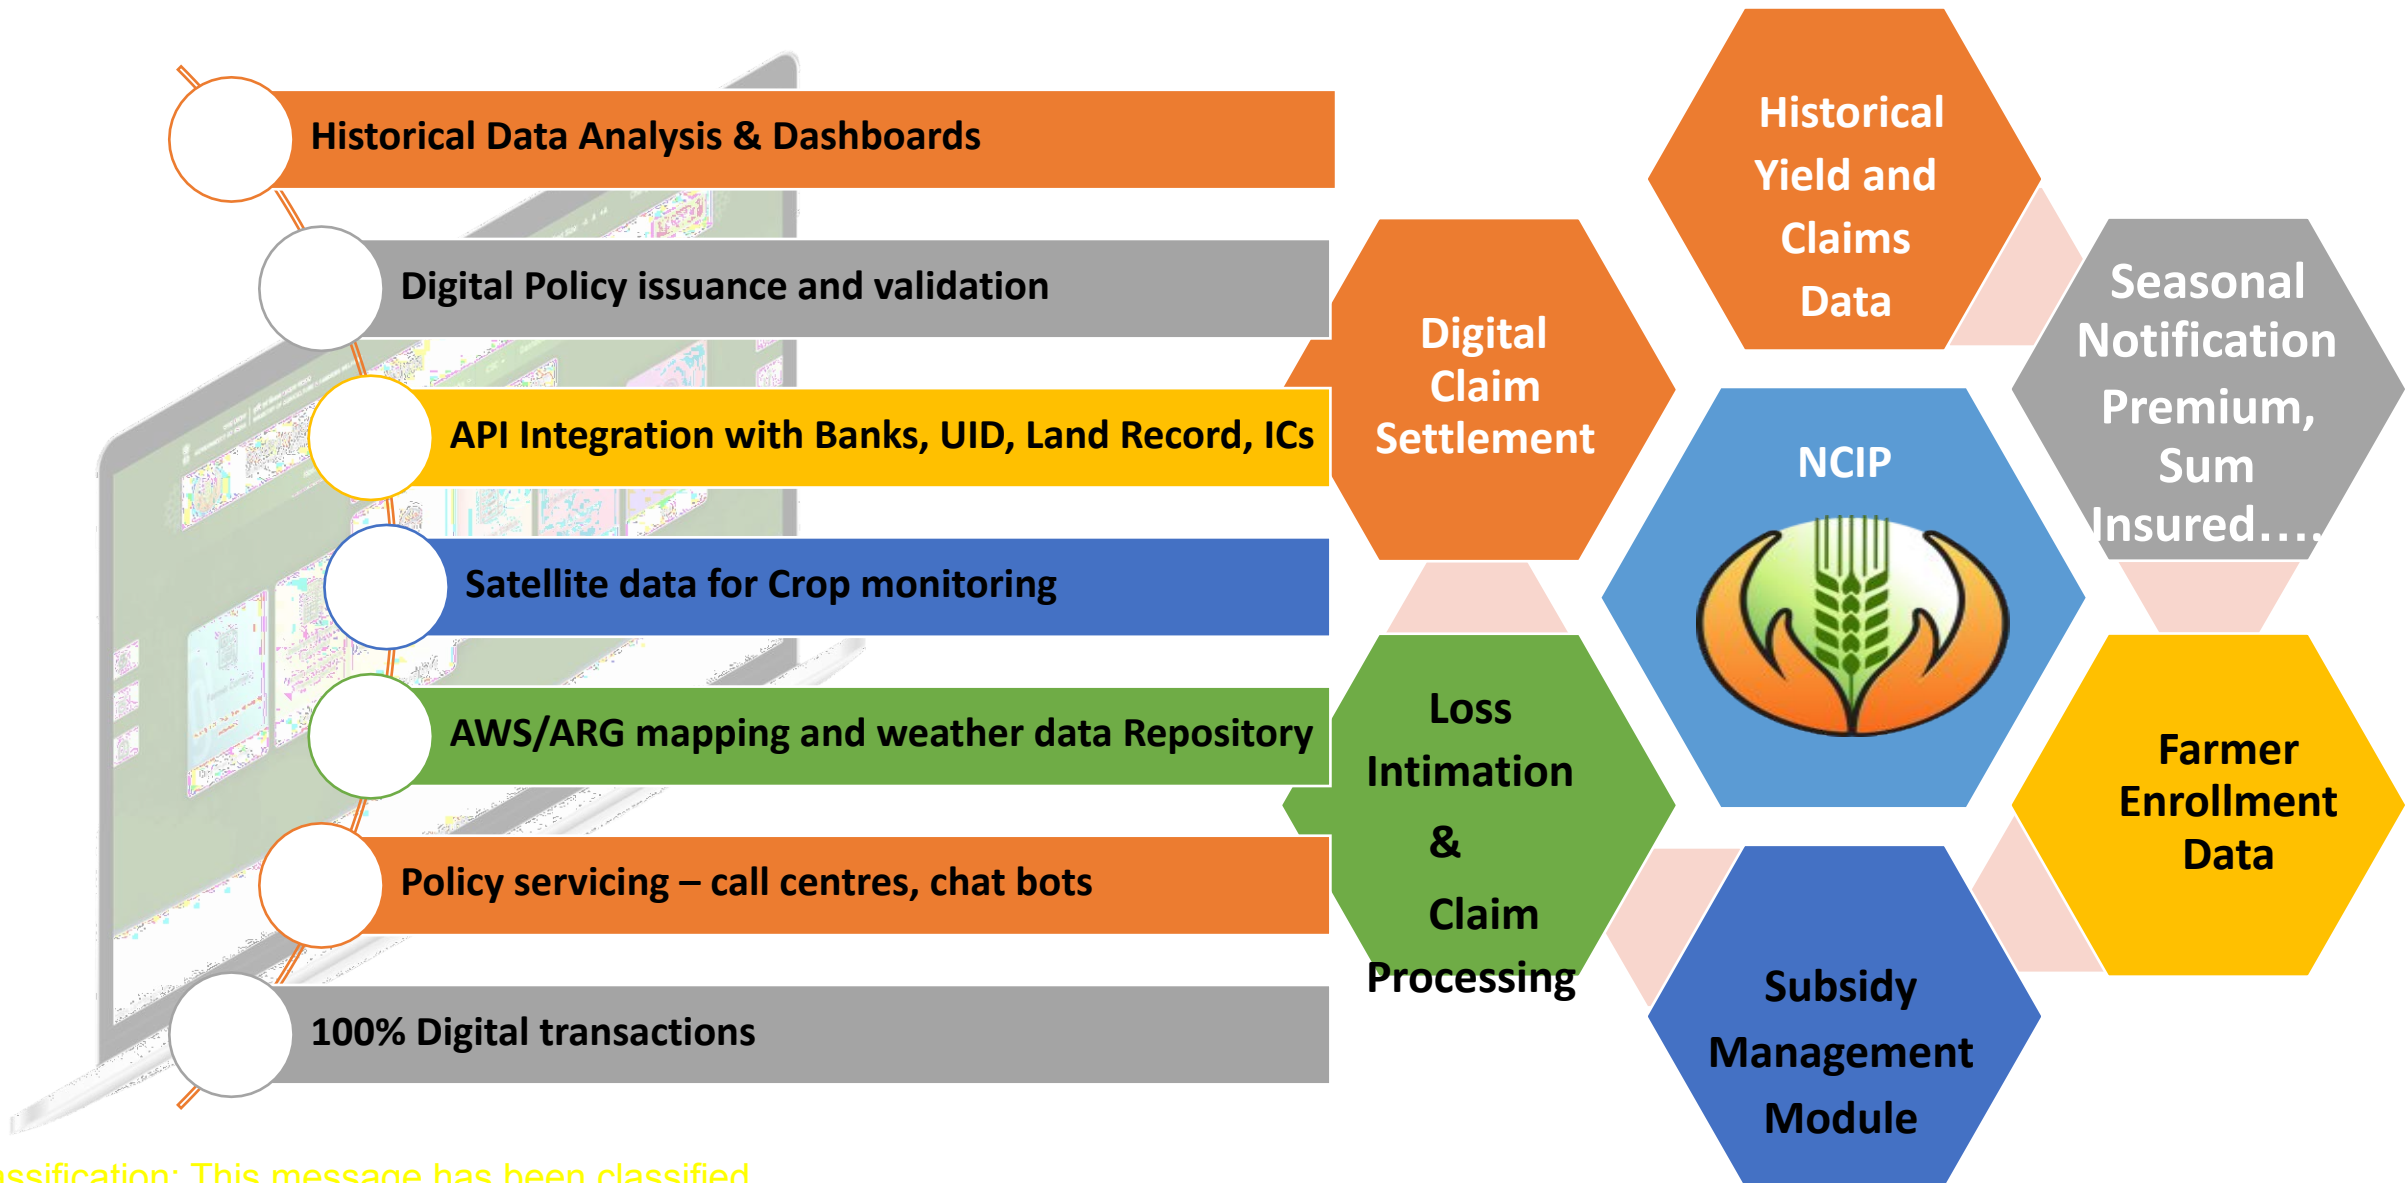 Historical Data Analysis & Dashboards
Digital Policy issuance and validation
API Integration with Banks, UID, Land Record, ICs
Satellite data for Crop monitoring
AWS/ARG mapping and weather data Repository
Policy servicing – call centres, chat bots
100% Digital transactions
Historical
Yield and
Claims
Data
Seasonal
Notification
Premium,
Sum
Insured....
Digital
Claim
Settlement
NCIP
Loss
Intimation
&
Claim
Processing
Farmer
Enrollment
Data
Subsidy
Management
Module
This message has been classified